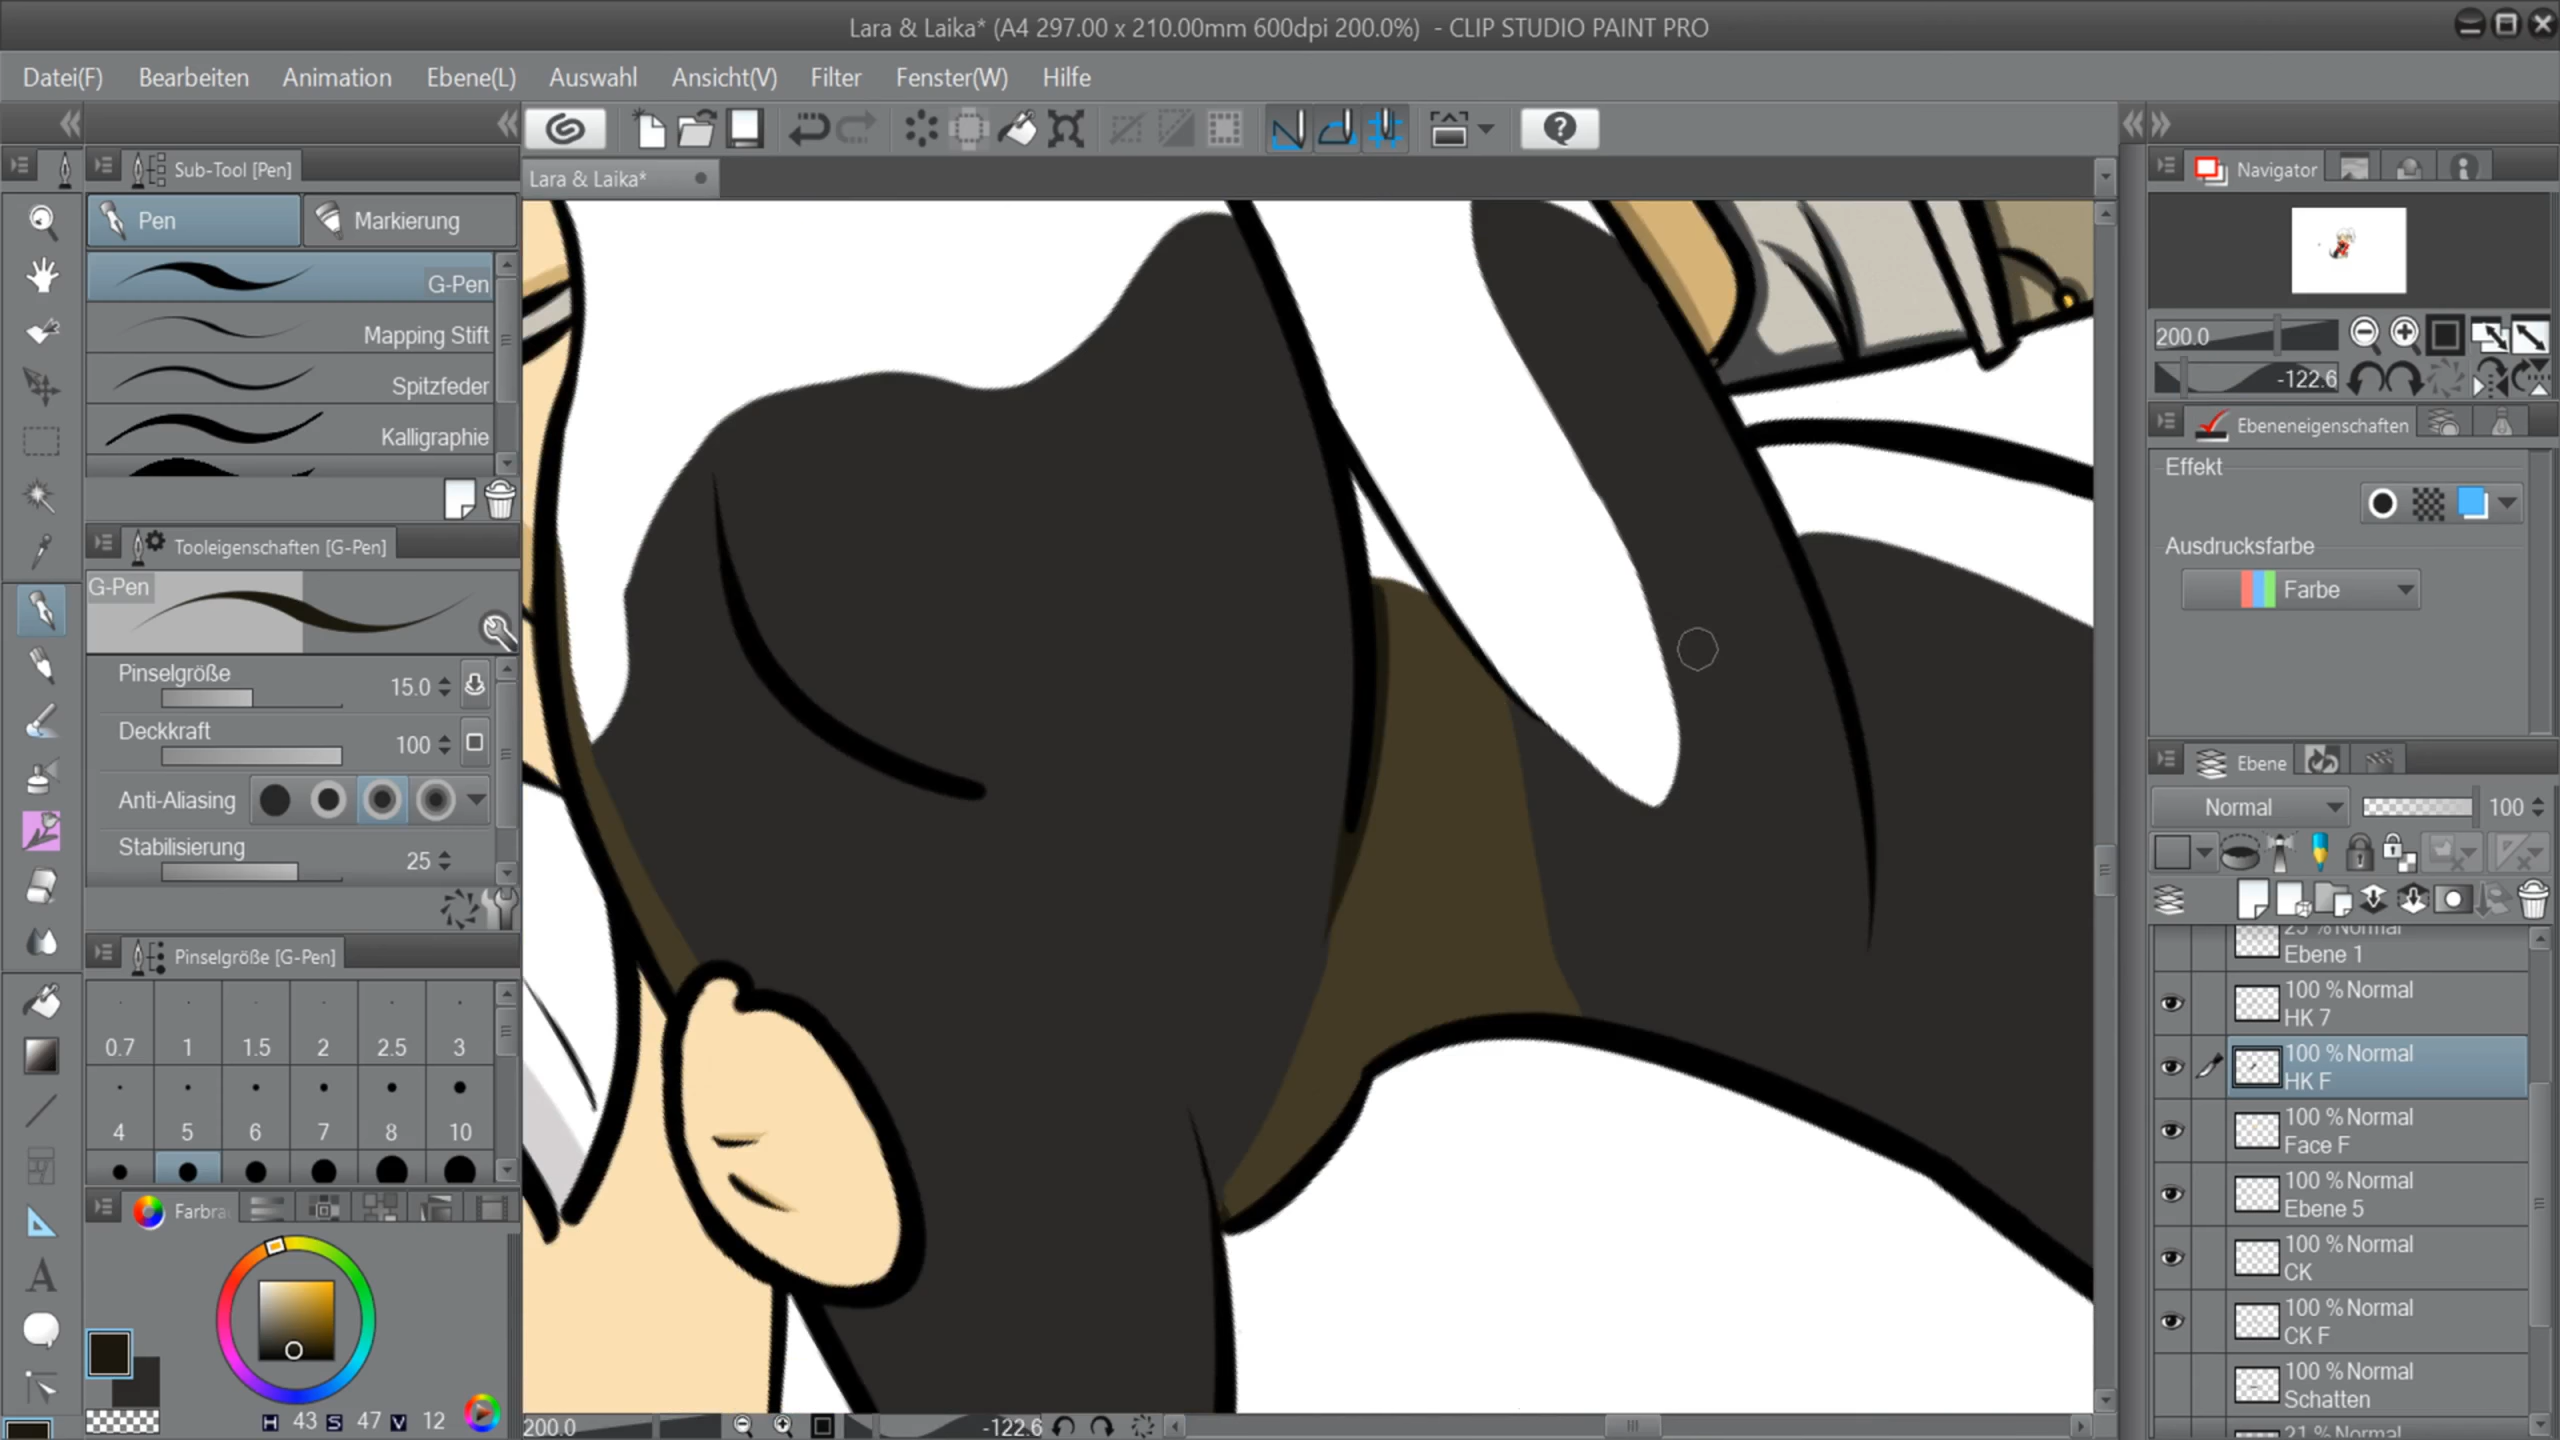 Lara & Laika* (A4 297.00 x 210.00mm 600dpi 200.0%) - CLIP STUDIO PAINT PRO
Datei(F) Bearbeiten Animation Ebene(L) Auswahl Ansicht(V) Filter Fenster(W) Hilfe
Sub-Tool [Pen]
Pen
Markierung
G-Pen
Mapping Stift
Spitzfeder
Kalligraphie
Tooleigenschaften [G-Pen]
G-Pen
Pinselgröße 15.0
Deckkraft 100
Anti-Aliasing
Stabilisierung 25
Pinselgröße [G-Pen]
0.7 1 1.5 2 2.5 3
4 5 6 7 8 10
Farbra
H 43 S 47 V 12
Lara & Laika*
200.0
-122.6
Navigator
200.0
-122.6
Ebeneneigenschaften
Effekt
Ausdrucksfarbe
Farbe
Ebene
Normal 100
25 %Normal
Ebene 1
100 %Normal
HK 7
100 %Normal
HK F
100 %Normal
Face F
100 %Normal
Ebene 5
100 %Normal
CK
100 %Normal
CK F
100 %Normal
Schatten
21 %Normal